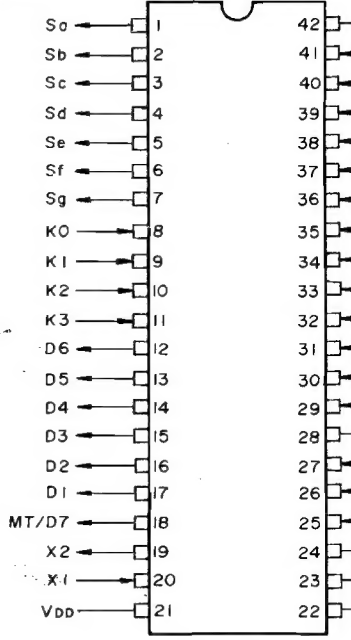 Sa 1 42
Sb 2 41
Sc 3 40
Sd 4 39
Se 5 38
Sf 6 37
Sg 7 36
K0 8 35
K1 9 34
K2 10 33
K3 11 32
D6 12 31
D5 13 30
D4 14 29
D3 15 28
D2 16 27
D1 17 26
MT/D7 18 25
X2 19 24
X1 20 23
VDD 21 22